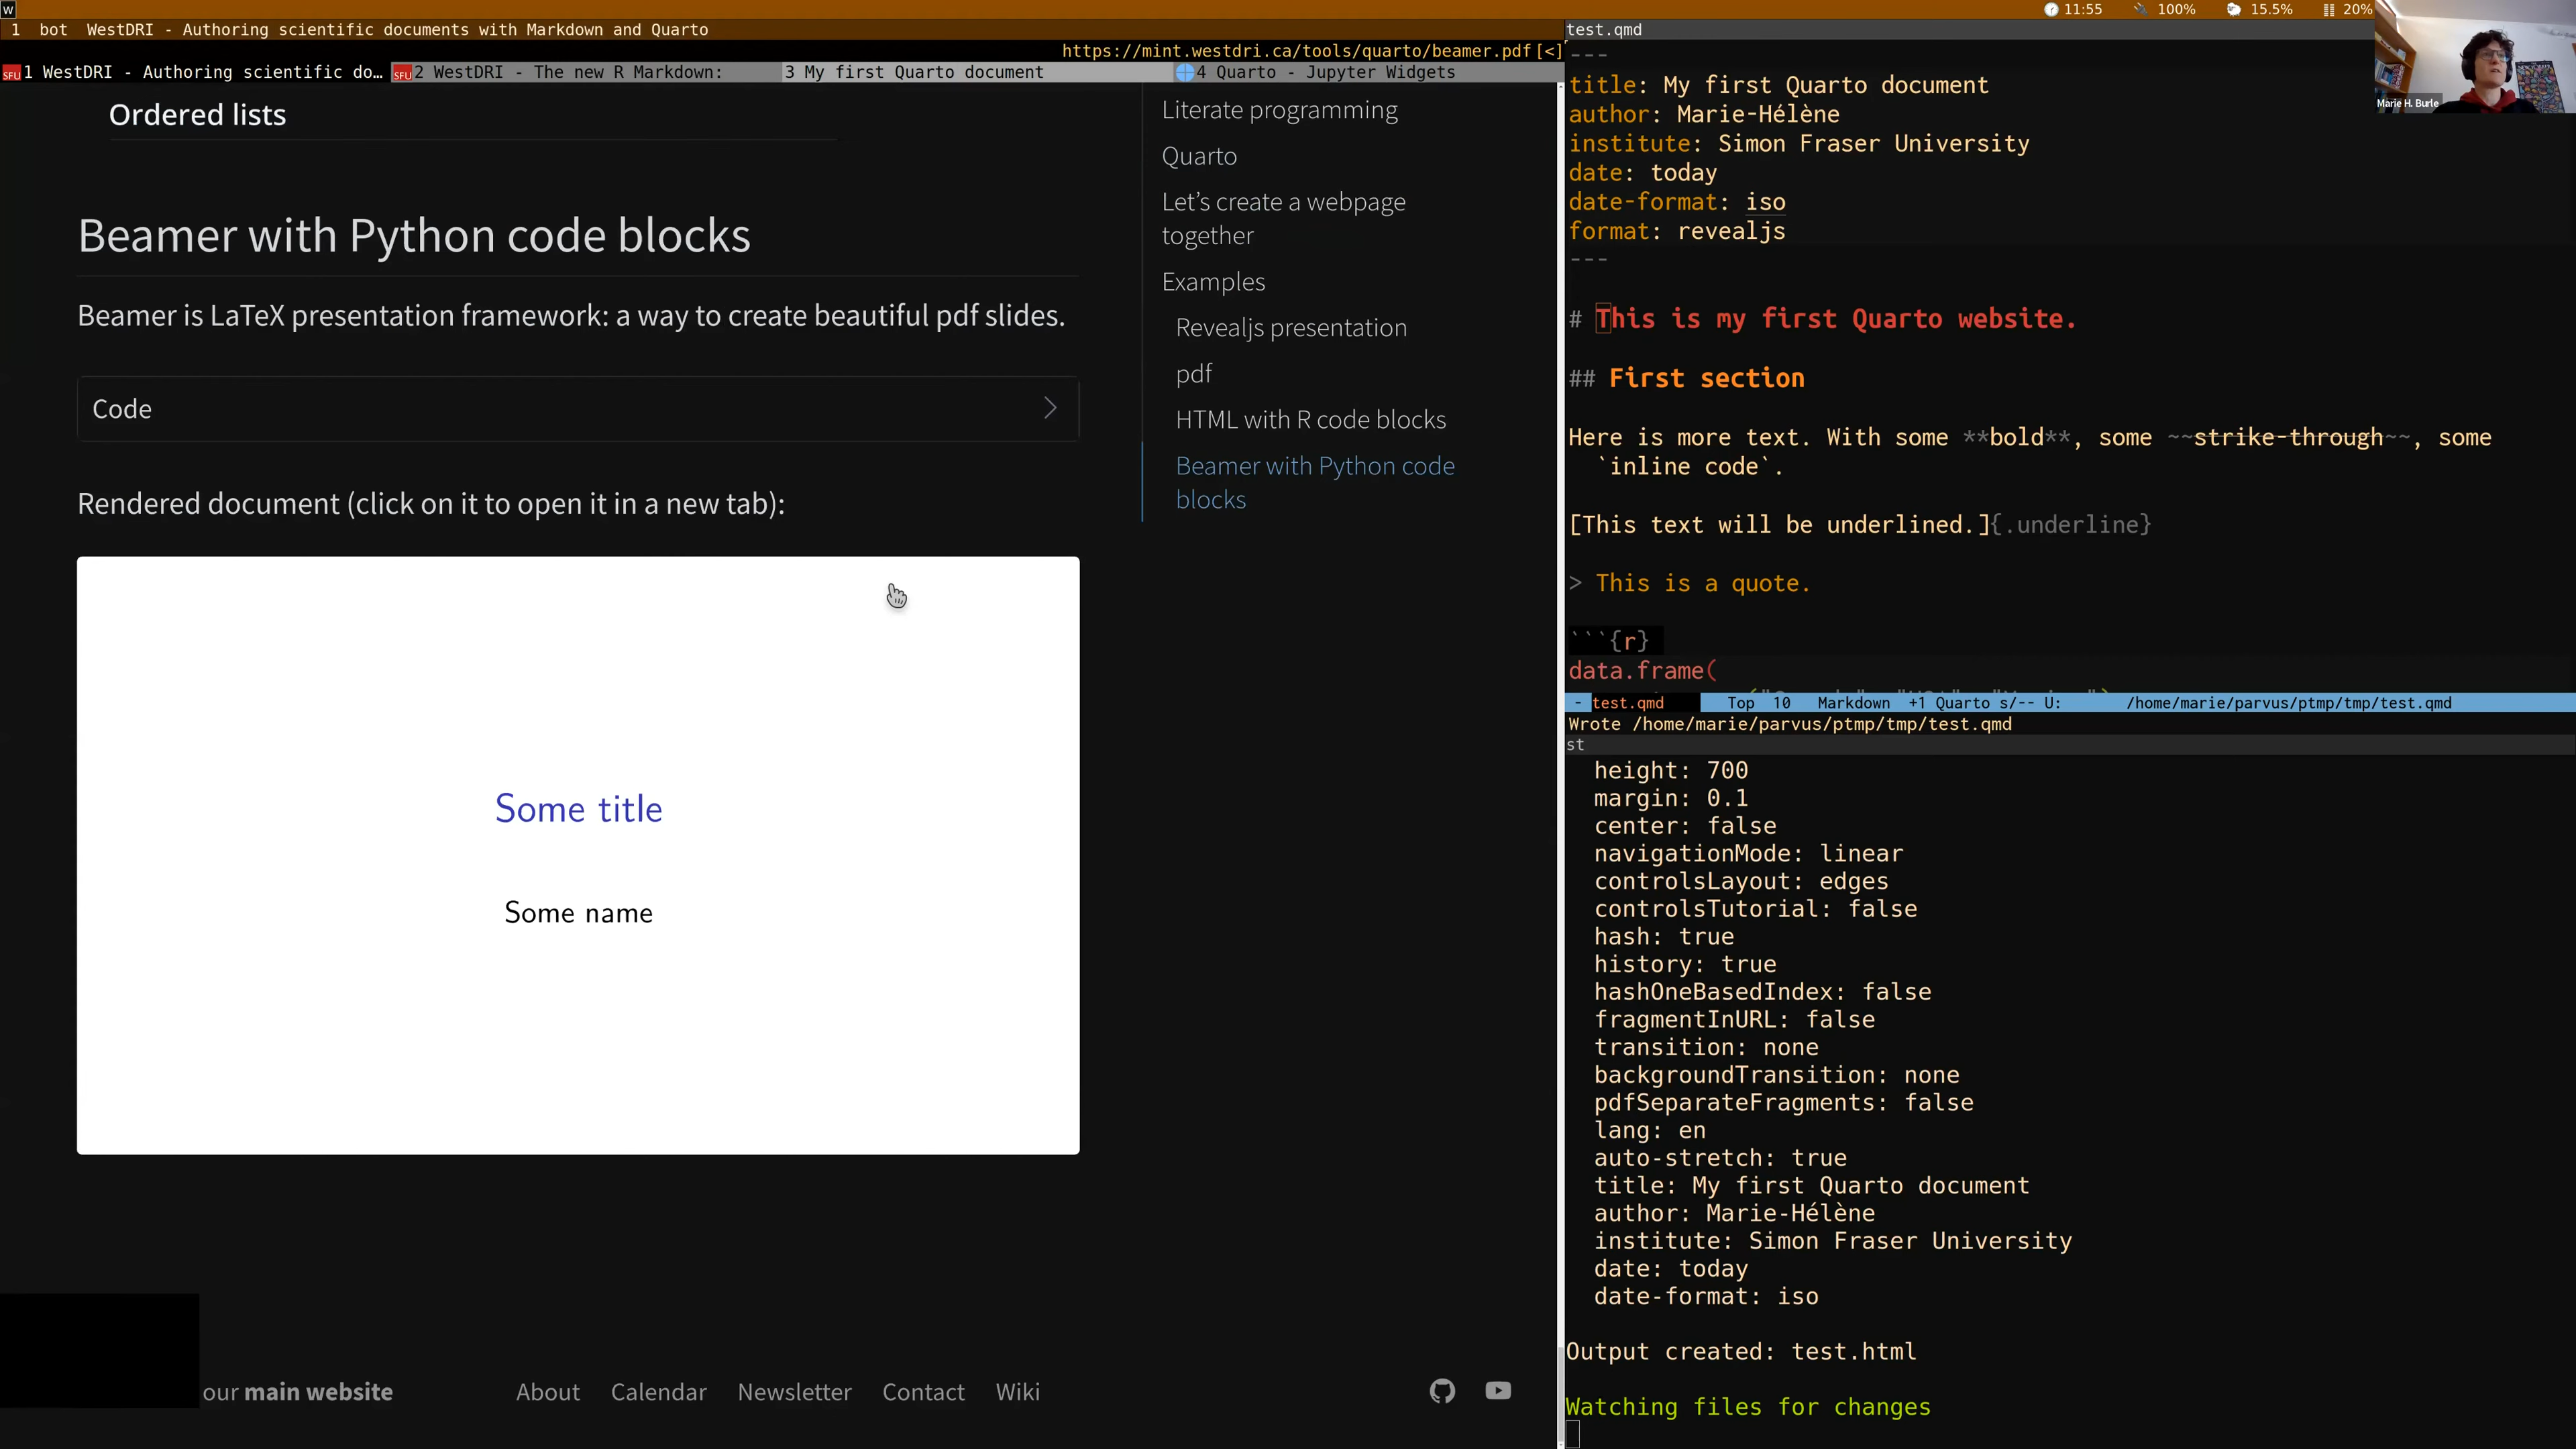 W
11:55 100% 15.5% 20%
1 bot WestDRI - Authoring scientific documents with Markdown and Quarto
https://mint.westdri.ca/tools/quarto/beamer.pdf[<]
SFU 1 WestDRI - Authoring scientific do… SFU 2 WestDRI - The new R Markdown: 3 My first Quarto document 4 Quarto - Jupyter Widgets
Ordered lists
Beamer with Python code blocks
Beamer is LaTeX presentation framework: a way to create beautiful pdf slides.
Code
Rendered document (click on it to open it in a new tab):
Some title
Some name
our main website
About Calendar Newsletter Contact Wiki
Literate programming
Quarto
Let’s create a webpage
together
Examples
Revealjs presentation
pdf
HTML with R code blocks
Beamer with Python code
blocks
test.qmd
---
title: My first Quarto document
author: Marie-Hélène
institute: Simon Fraser University
date: today
date-format: iso
format: revealjs
---
# This is my first Quarto website.
## First section
Here is more text. With some **bold**, some ~~strike-through~~, some
`inline code`.
[This text will be underlined.]{.underline}
> This is a quote.
```{r}
data.frame(
- test.qmd Top 10 Markdown +1 Quarto s/-- U: /home/marie/parvus/ptmp/tmp/test.qmd
Wrote /home/marie/parvus/ptmp/tmp/test.qmd
st
height: 700
margin: 0.1
center: false
navigationMode: linear
controlsLayout: edges
controlsTutorial: false
hash: true
history: true
hashOneBasedIndex: false
fragmentInURL: false
transition: none
backgroundTransition: none
pdfSeparateFragments: false
lang: en
auto-stretch: true
title: My first Quarto document
author: Marie-Hélène
institute: Simon Fraser University
date: today
date-format: iso
Output created: test.html
Watching files for changes
Marie H. Burle